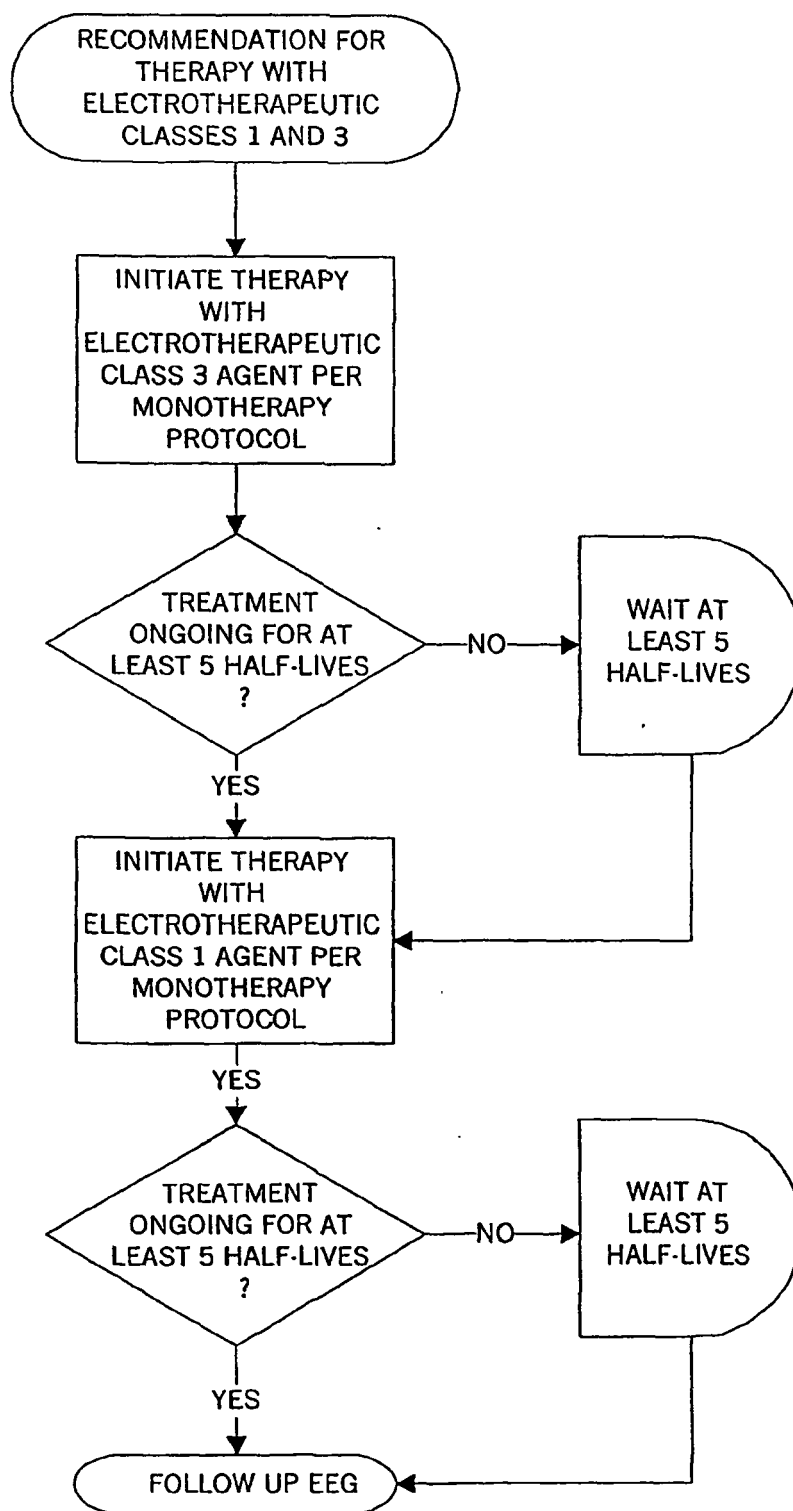 RECOMMENDATION FOR
THERAPY WITH
ELECTROTHERAPEUTIC
CLASSES 1 AND 3
INITIATE THERAPY
WITH
ELECTROTHERAPEUTIC
CLASS 3 AGENT PER
MONOTHERAPY
PROTOCOL
TREATMENT
ONGOING FOR AT
LEAST 5 HALF-LIVES
?
NO
WAIT AT
LEAST 5
HALF-LIVES
YES
INITIATE THERAPY
WITH
ELECTROTHERAPEUTIC
CLASS 1 AGENT PER
MONOTHERAPY
PROTOCOL
YES
TREATMENT
ONGOING FOR AT
LEAST 5 HALF-LIVES
?
NO
WAIT AT
LEAST 5
HALF-LIVES
YES
FOLLOW UP EEG